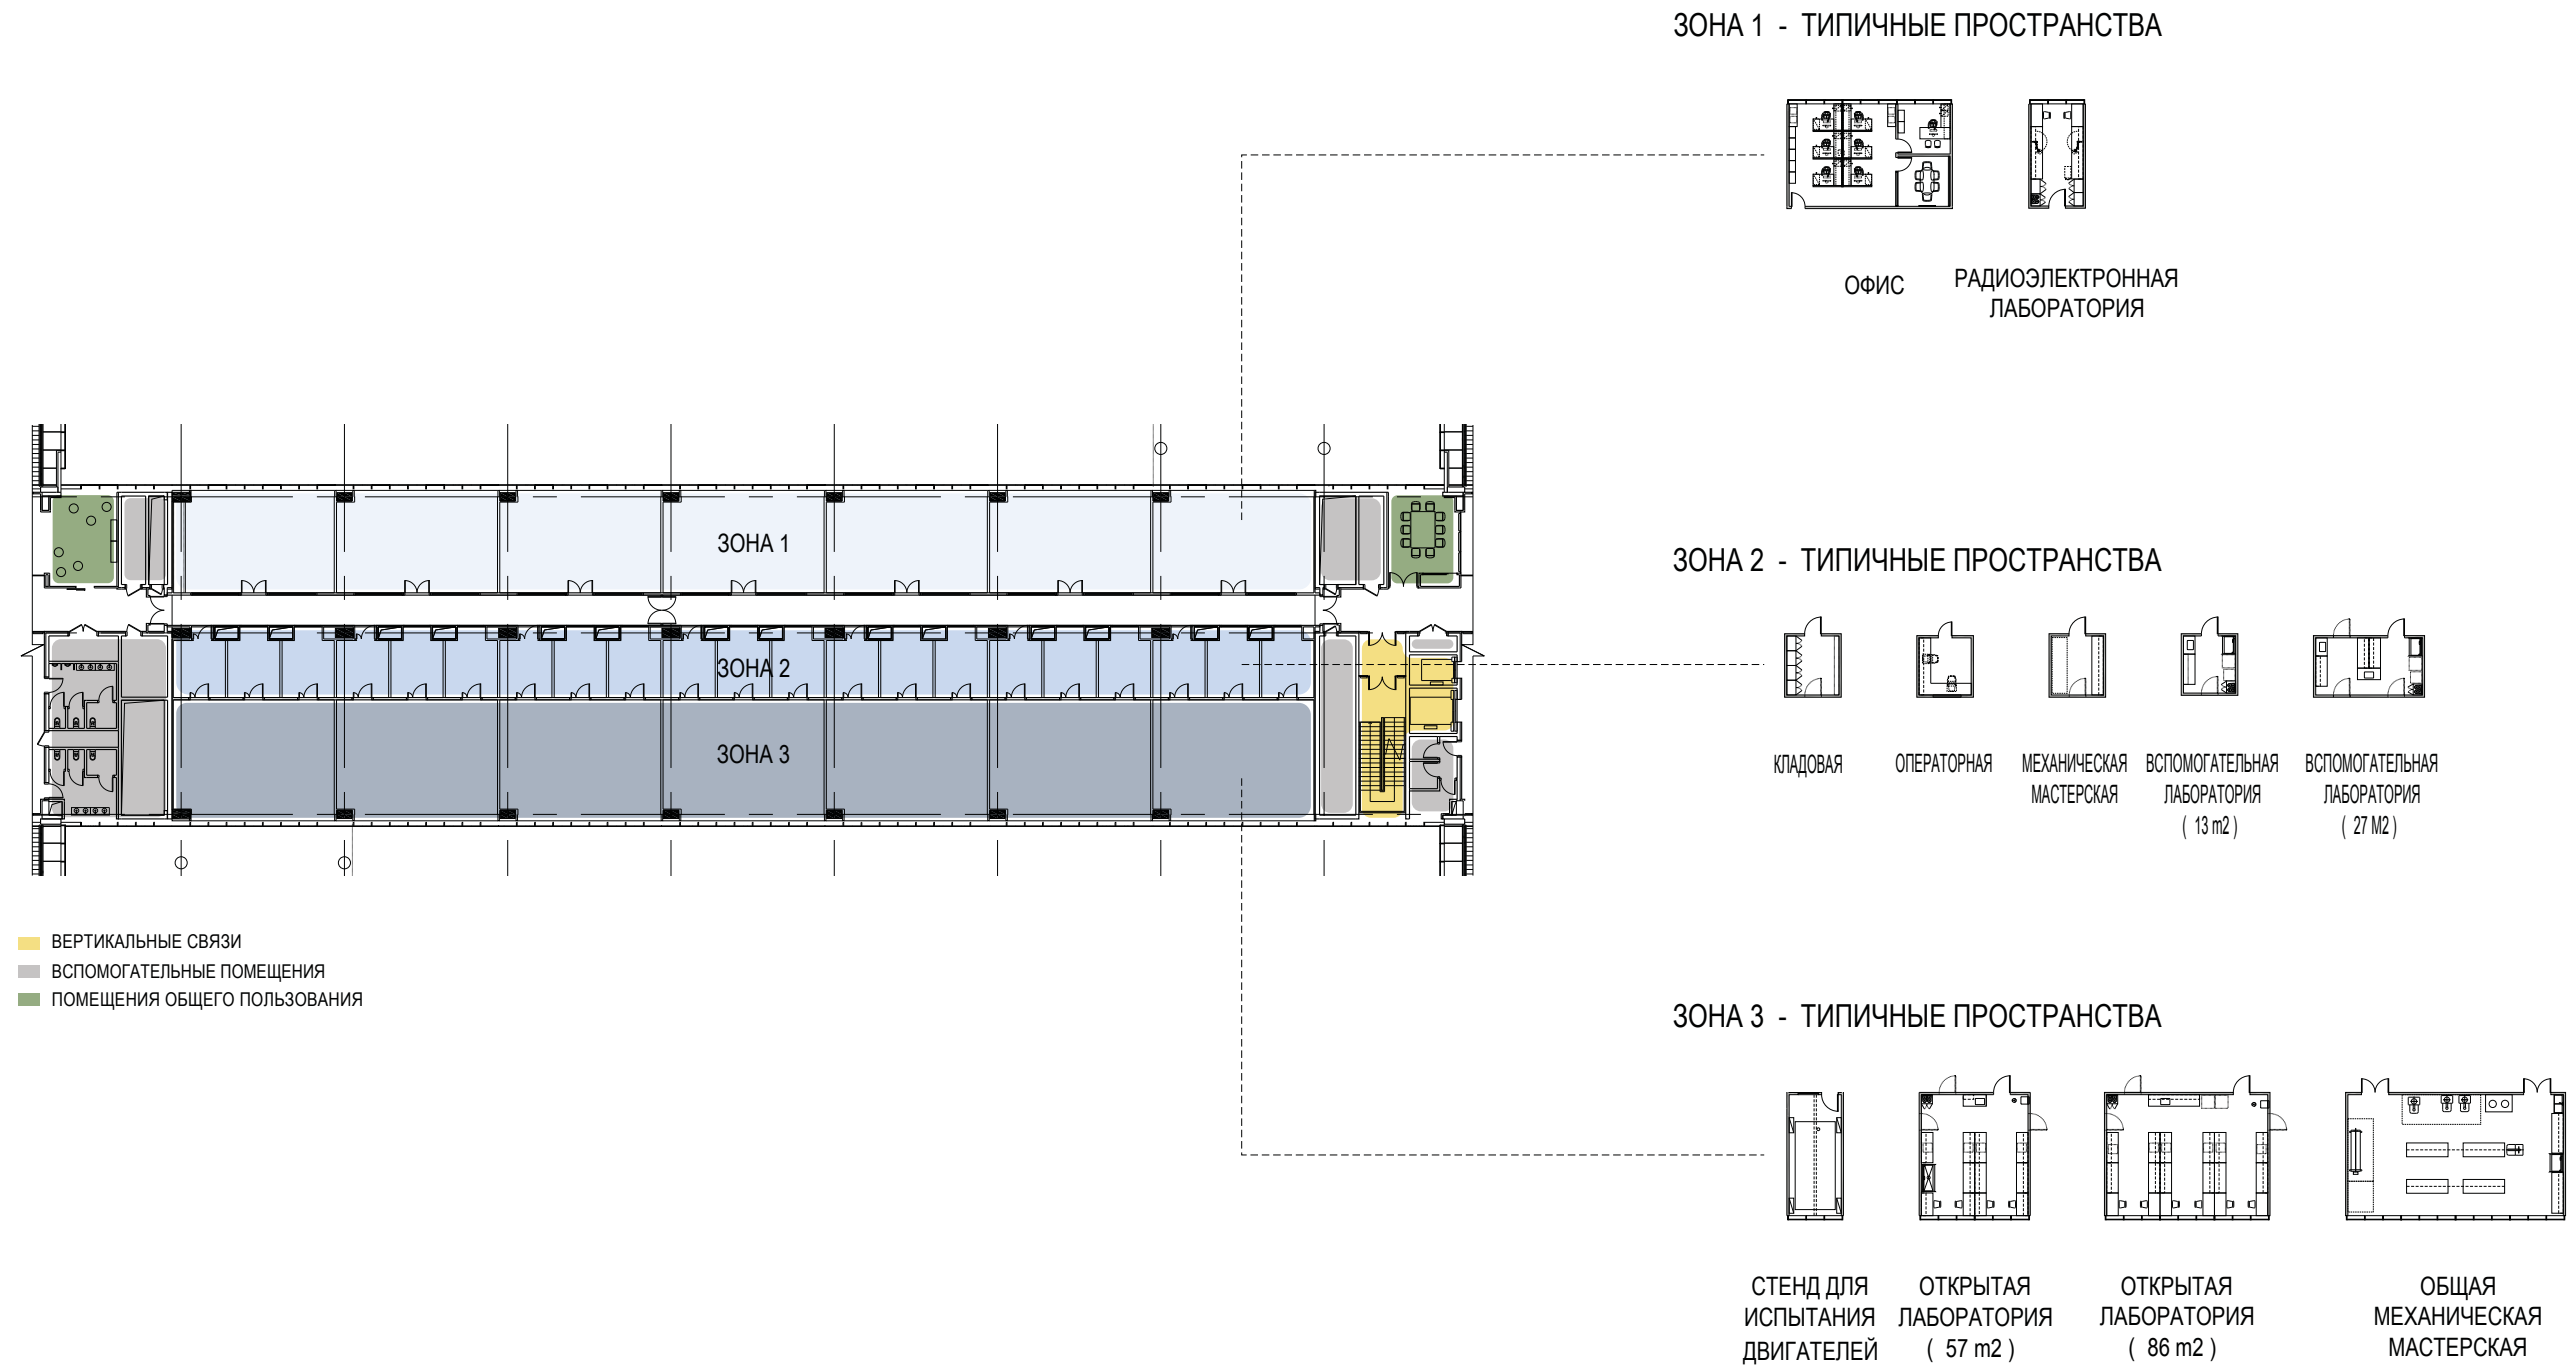 ЗОНА 1 - ТИПИЧНЫЕ ПРОСТРАНСТВА
ОФИС
РАДИОЭЛЕКТРОННАЯ
ЛАБОРАТОРИЯ
ЗОНА 1
ЗОНА 2
ЗОНА 3
ВЕРТИКАЛЬНЫЕ СВЯЗИ
ВСПОМОГАТЕЛЬНЫЕ ПОМЕЩЕНИЯ
ПОМЕЩЕНИЯ ОБЩЕГО ПОЛЬЗОВАНИЯ
ЗОНА 2 - ТИПИЧНЫЕ ПРОСТРАНСТВА
КЛАДОВАЯ
ОПЕРАТОРНАЯ
МЕХАНИЧЕСКАЯ
МАСТЕРСКАЯ
ВСПОМОГАТЕЛЬНАЯ
ЛАБОРАТОРИЯ
( 13 m2 )
ВСПОМОГАТЕЛЬНАЯ
ЛАБОРАТОРИЯ
( 27 М2 )
ЗОНА 3 - ТИПИЧНЫЕ ПРОСТРАНСТВА
СТЕНД ДЛЯ
ИСПЫТАНИЯ
ДВИГАТЕЛЕЙ
ОТКРЫТАЯ
ЛАБОРАТОРИЯ
( 57 m2 )
ОТКРЫТАЯ
ЛАБОРАТОРИЯ
( 86 m2 )
ОБЩАЯ
МЕХАНИЧЕСКАЯ
МАСТЕРСКАЯ